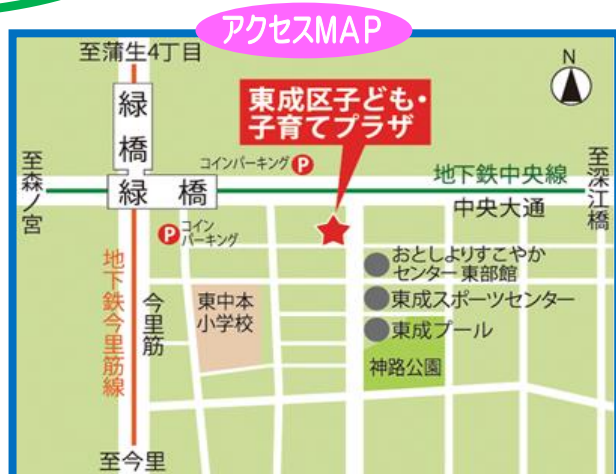 アクセスMAP
至蒲生4丁目
N
緑橋
東成区子ども・
子育てプラザ
コインパーキング P
至森ノ宮
緑橋
地下鉄中央線
中央大通
至深江橋
P コイン
パーキング
おとしよりすこやか
センター東部館
地下鉄今里筋線
今里筋
東中本
小学校
東成スポーツセンター
東成プール
神路公園
至今里